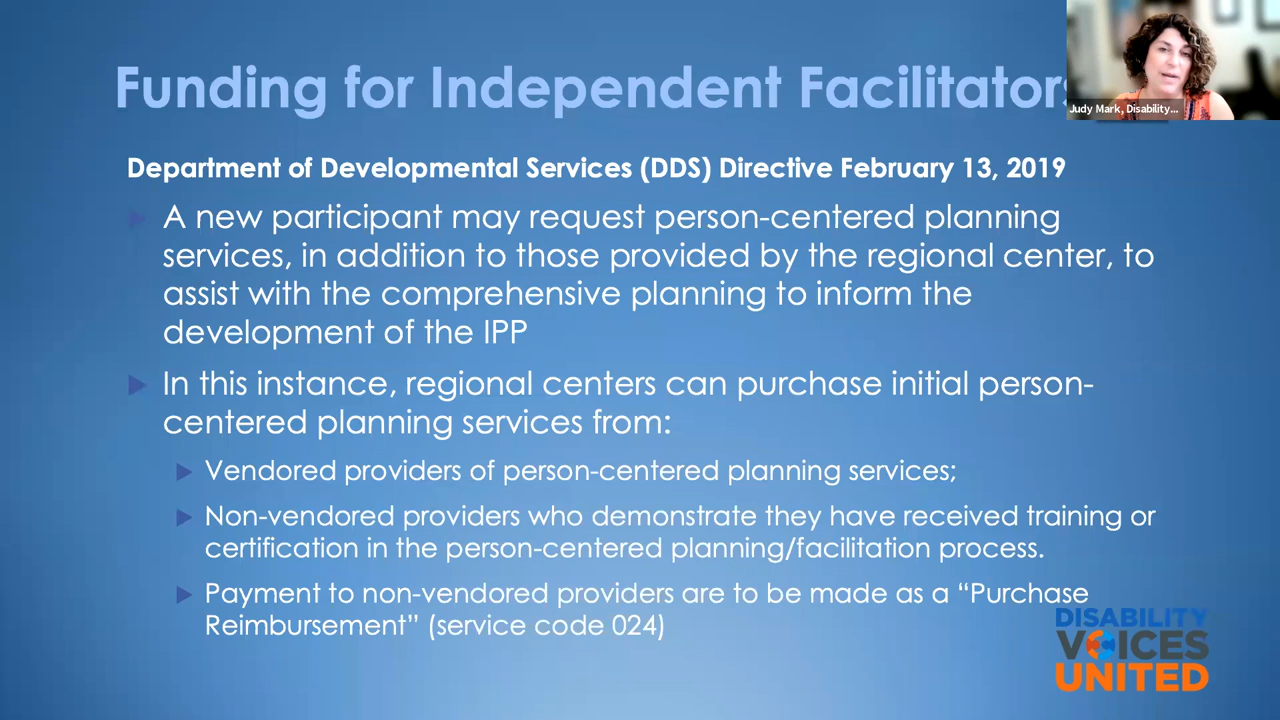 Funding for Independent Facilitators
Judy Mark, Disability...
Department of Developmental Services (DDS) Directive February 13, 2019
A new participant may request person-centered planning
services, in addition to those provided by the regional center, to
assist with the comprehensive planning to inform the
development of the IPP
In this instance, regional centers can purchase initial person-
centered planning services from:
Vendored providers of person-centered planning services;
Non-vendored providers who demonstrate they have received training or
certification in the person-centered planning/facilitation process.
Payment to non-vendored providers are to be made as a “Purchase
Reimbursement” (service code 024)
DISABILITY
VOICES
UNITED